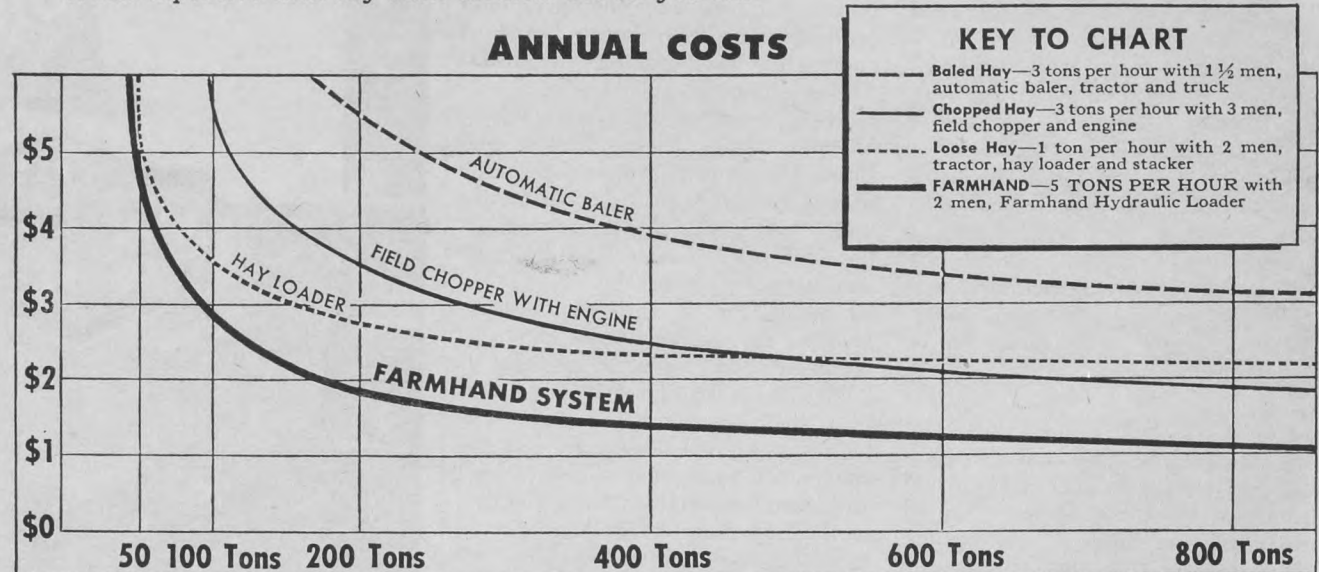 ANNUAL COSTS
KEY TO CHART
Baled Hay—3 tons per hour with 1½ men,
automatic baler, tractor and truck
Chopped Hay—3 tons per hour with 3 men,
field chopper and engine
Loose Hay—1 ton per hour with 2 men,
tractor, hay loader and stacker
FARMHAND—5 TONS PER HOUR with
2 men, Farmhand Hydraulic Loader
$5
$4
$3
$2
$1
$0
AUTOMATIC BALER
FIELD CHOPPER WITH ENGINE
HAY LOADER
FARMHAND SYSTEM
50 100 Tons 200 Tons 400 Tons 600 Tons 800 Tons